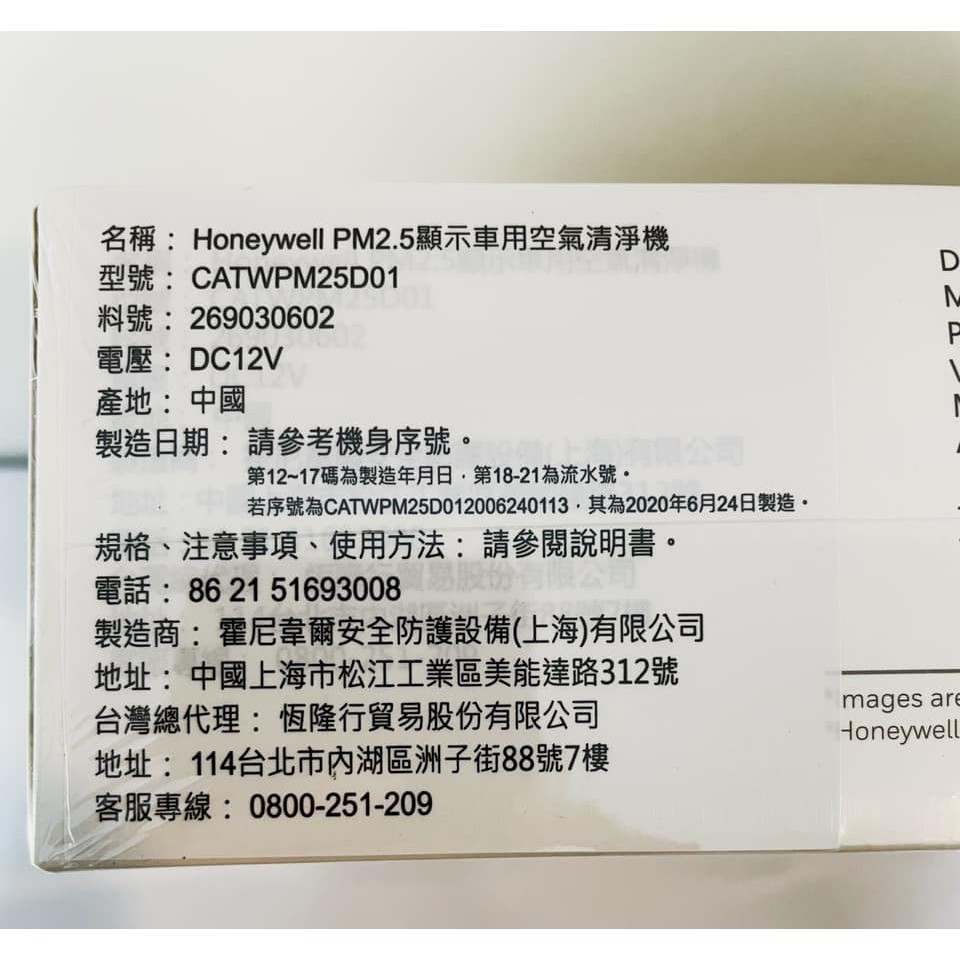 名稱： Honeywell PM2.5顯示車用空氣清淨機
型號： CATWPM25D01
料號： 269030602
電壓： DC12V
產地： 中國
製造日期： 請參考機身序號。
第12~17碼為製造年月日，第18-21為流水號。
若序號為CATWPM25D012006240113，其為2020年6月24日製造。
規格、注意事項、使用方法： 請參閱說明書。
電話： 86 21 51693008
製造商： 霍尼韋爾安全防護設備(上海)有限公司
地址： 中國上海市松江工業區美能達路312號
台灣總代理： 恆隆行貿易股份有限公司
地址： 114台北市內湖區洲子街88號7樓
客服專線： 0800-251-209
mages are
Honeywell